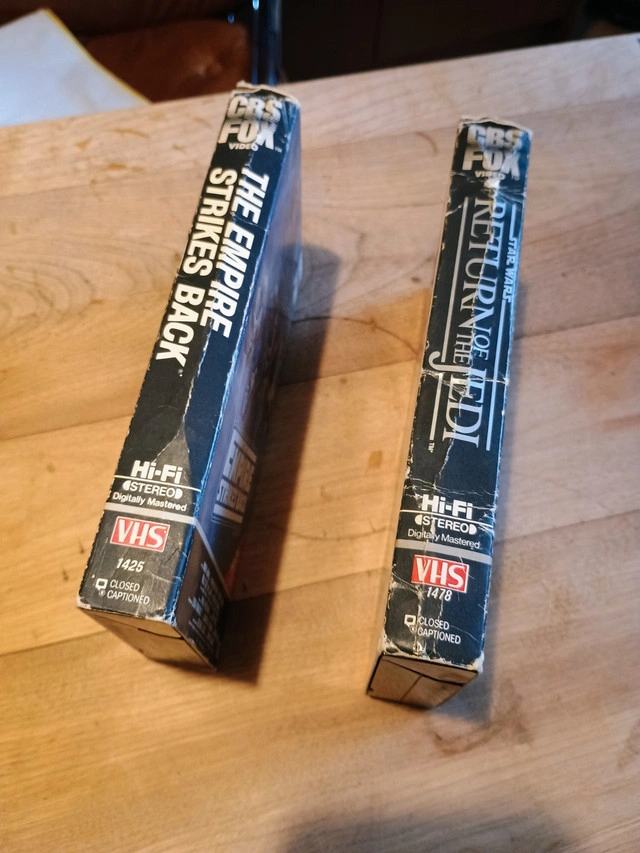 CBS
FOX
VIDEO
THE EMPIRE
STRIKES BACK
Hi-Fi
STEREO
Digitally Mastered
VHS
1425
CLOSED
CAPTIONED
CBS
FOX
VIDEO
STAR WARS
RETURN OF
THE JEDI
TM
Hi-Fi
STEREO
Digitally Mastered
VHS
1478
CLOSED
CAPTIONED